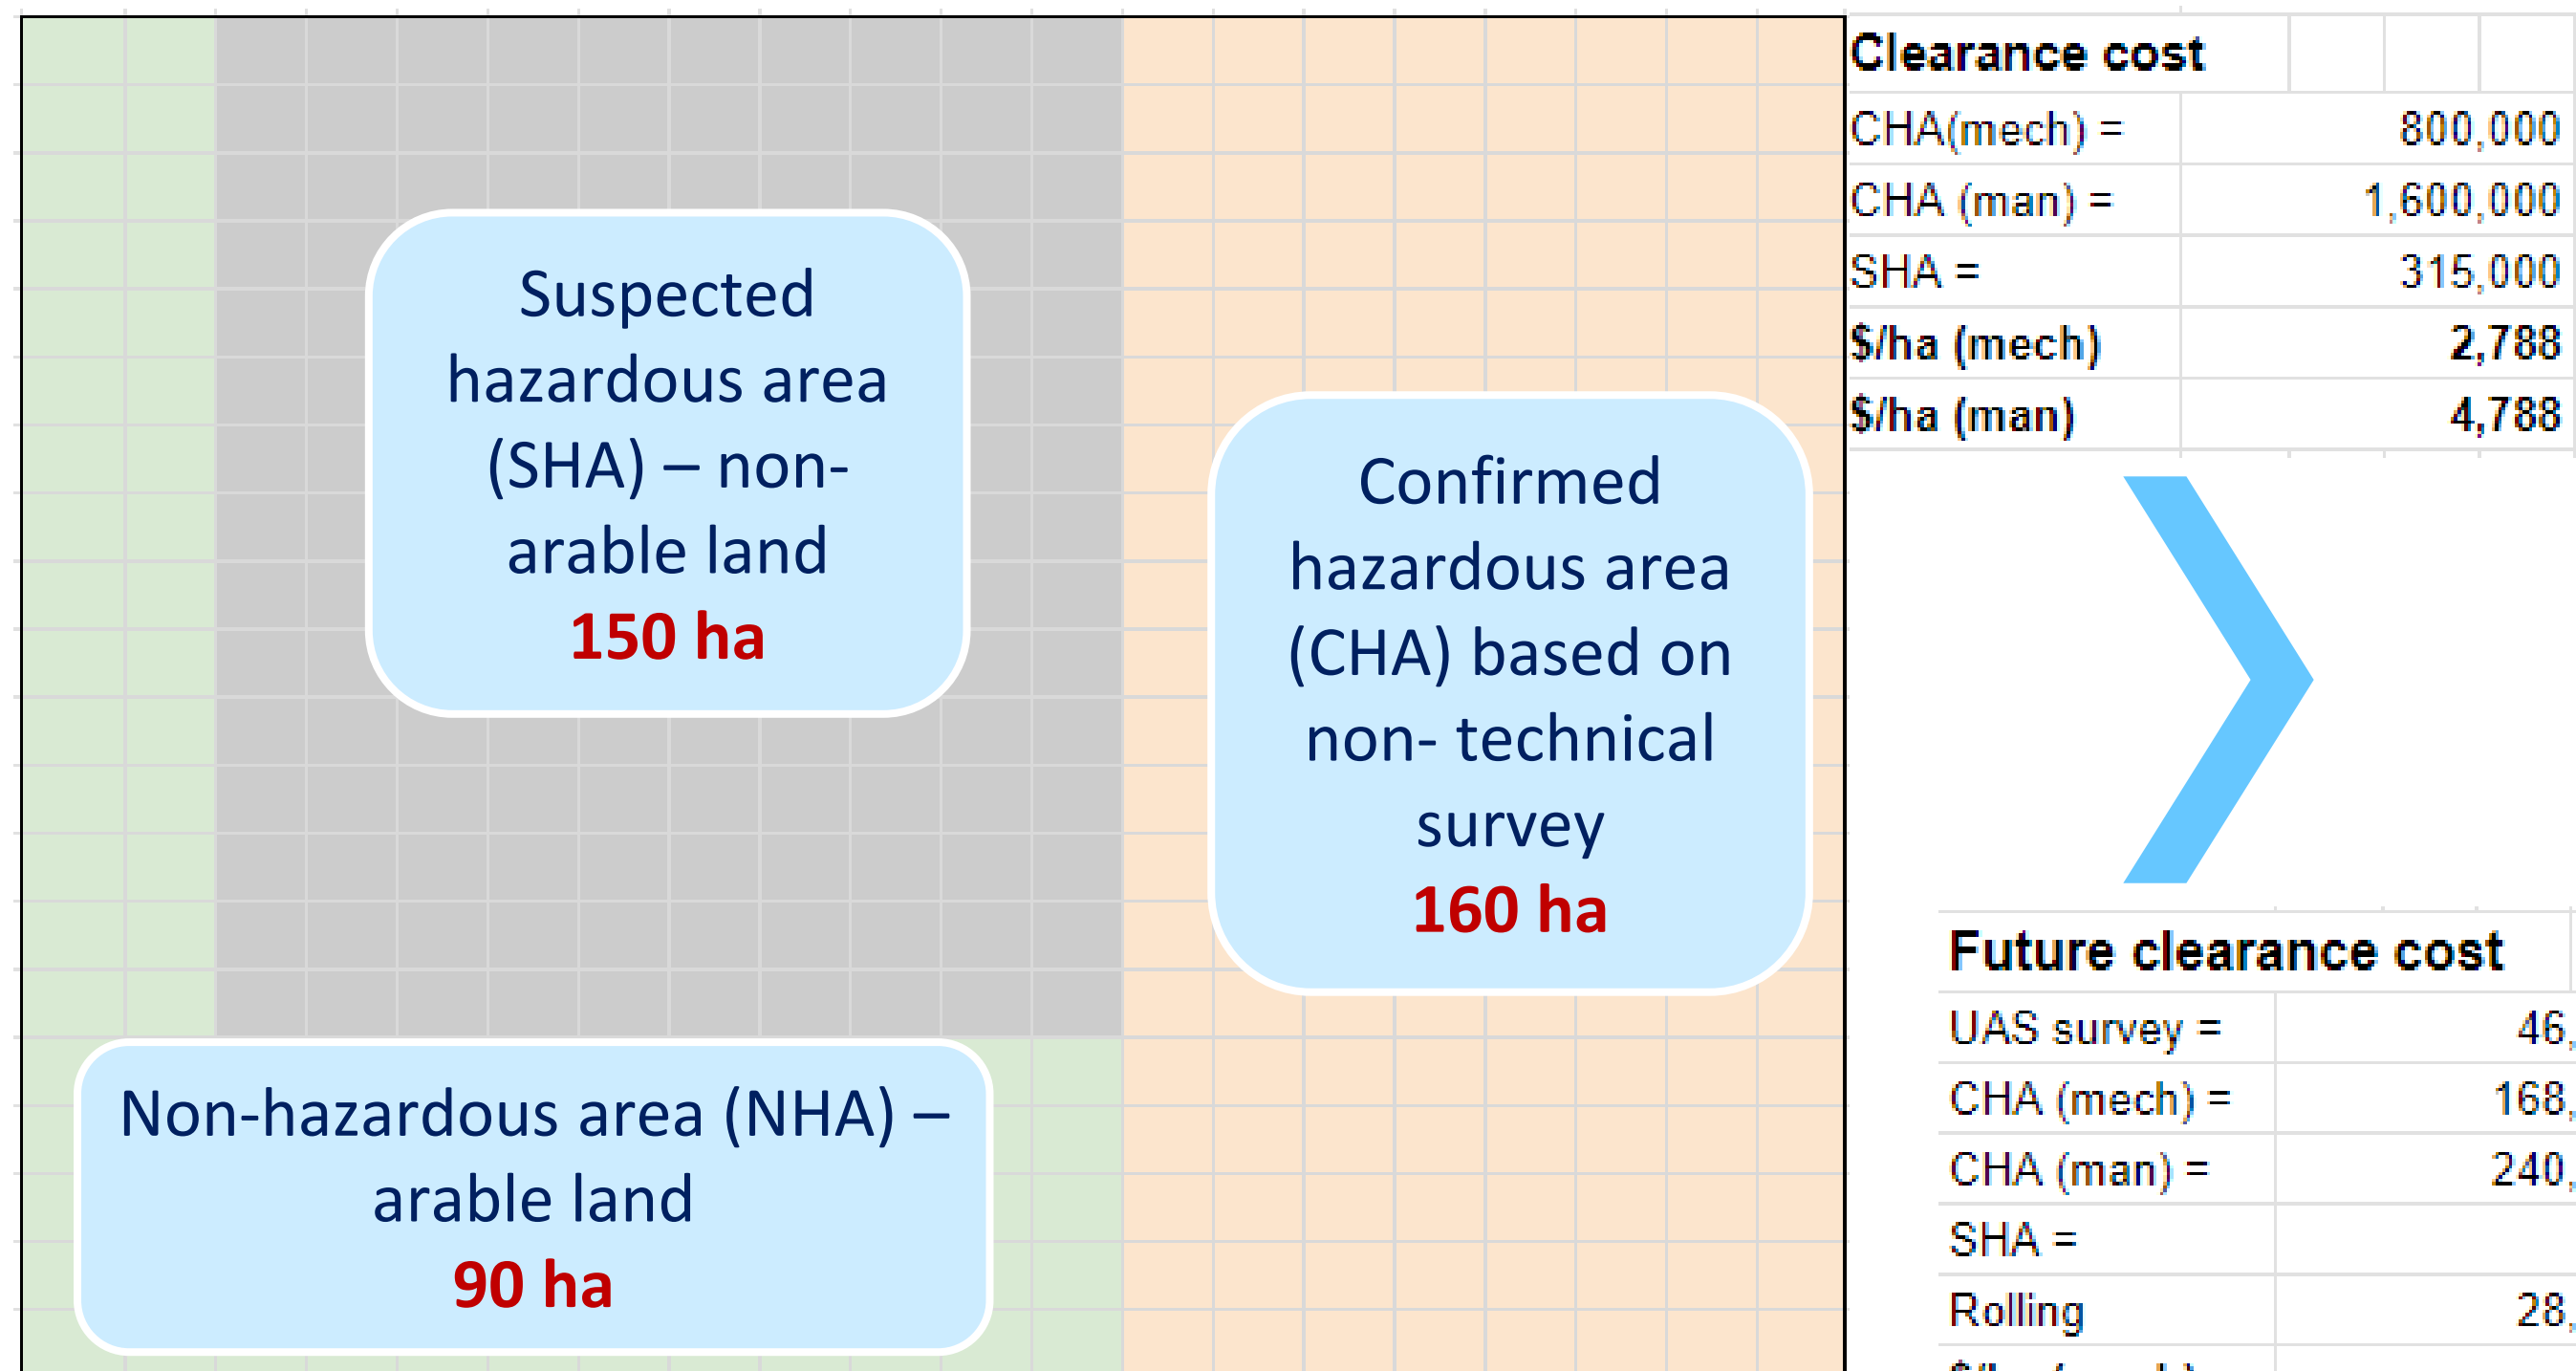 Suspected
hazardous area
(SHA) – non-
arable land
150 ha
Confirmed
hazardous area
(CHA) based on
non- technical
survey
160 ha
Non-hazardous area (NHA) –
arable land
90 ha
Clearance cost
CHA(mech) = 800,000
CHA (man) = 1,600,000
SHA = 315,000
$/ha (mech) 2,788
$/ha (man) 4,788
Future clearance cost
UAS survey = 46,
CHA (mech) = 168,
CHA (man) = 240,
SHA =
Rolling 28,